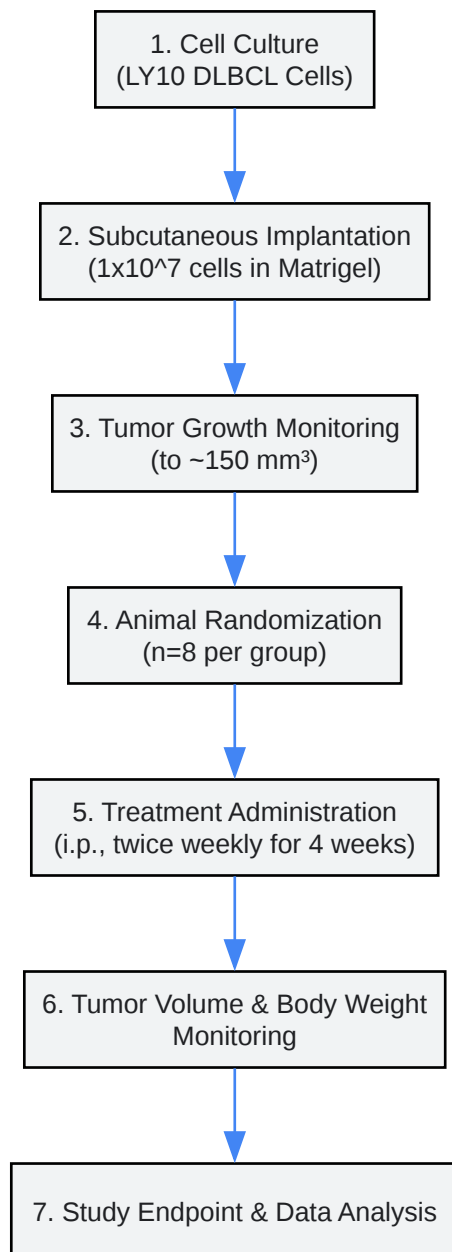 1. Cell Culture
(LY10 DLBCL Cells)
2. Subcutaneous Implantation
(1x10^7 cells in Matrigel)
3. Tumor Growth Monitoring
(to ~150 mm³)
4. Animal Randomization
(n=8 per group)
5. Treatment Administration
(i.p., twice weekly for 4 weeks)
6. Tumor Volume & Body Weight
Monitoring
7. Study Endpoint & Data Analysis